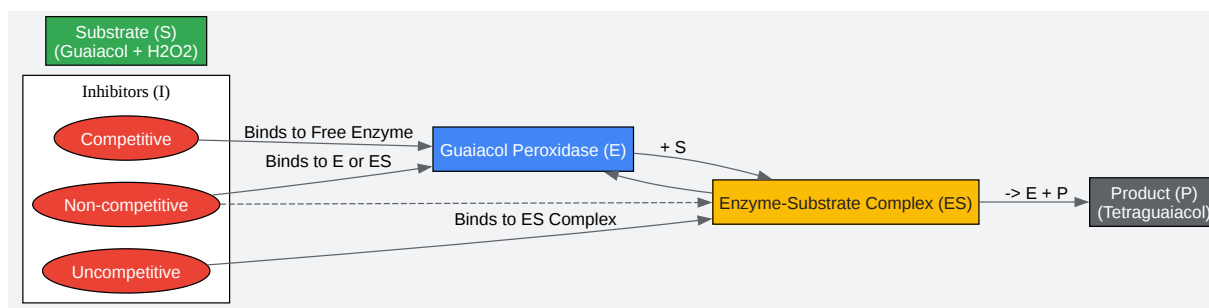 Substrate (S)
(Guaiacol + H2O2)
Inhibitors (I)
Competitive
Binds to Free Enzyme
Guaiacol Peroxidase (E)
+ S
Non-competitive
Binds to E or ES
Enzyme-Substrate Complex (ES)
-> E + P
Product (P)
(Tetraguaiacol)
Binds to ES Complex
Uncompetitive